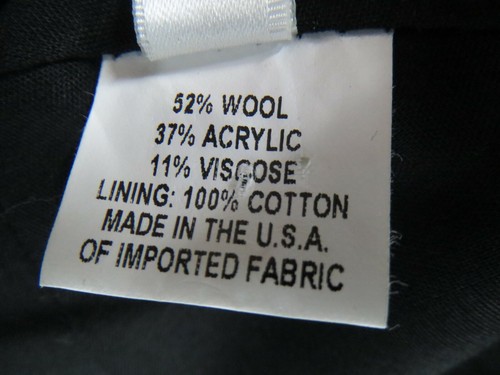 52% WOOL
37% ACRYLIC
11% VISCOSE
LINING: 100% COTTON
MADE IN THE U.S.A.
OF IMPORTED FABRIC